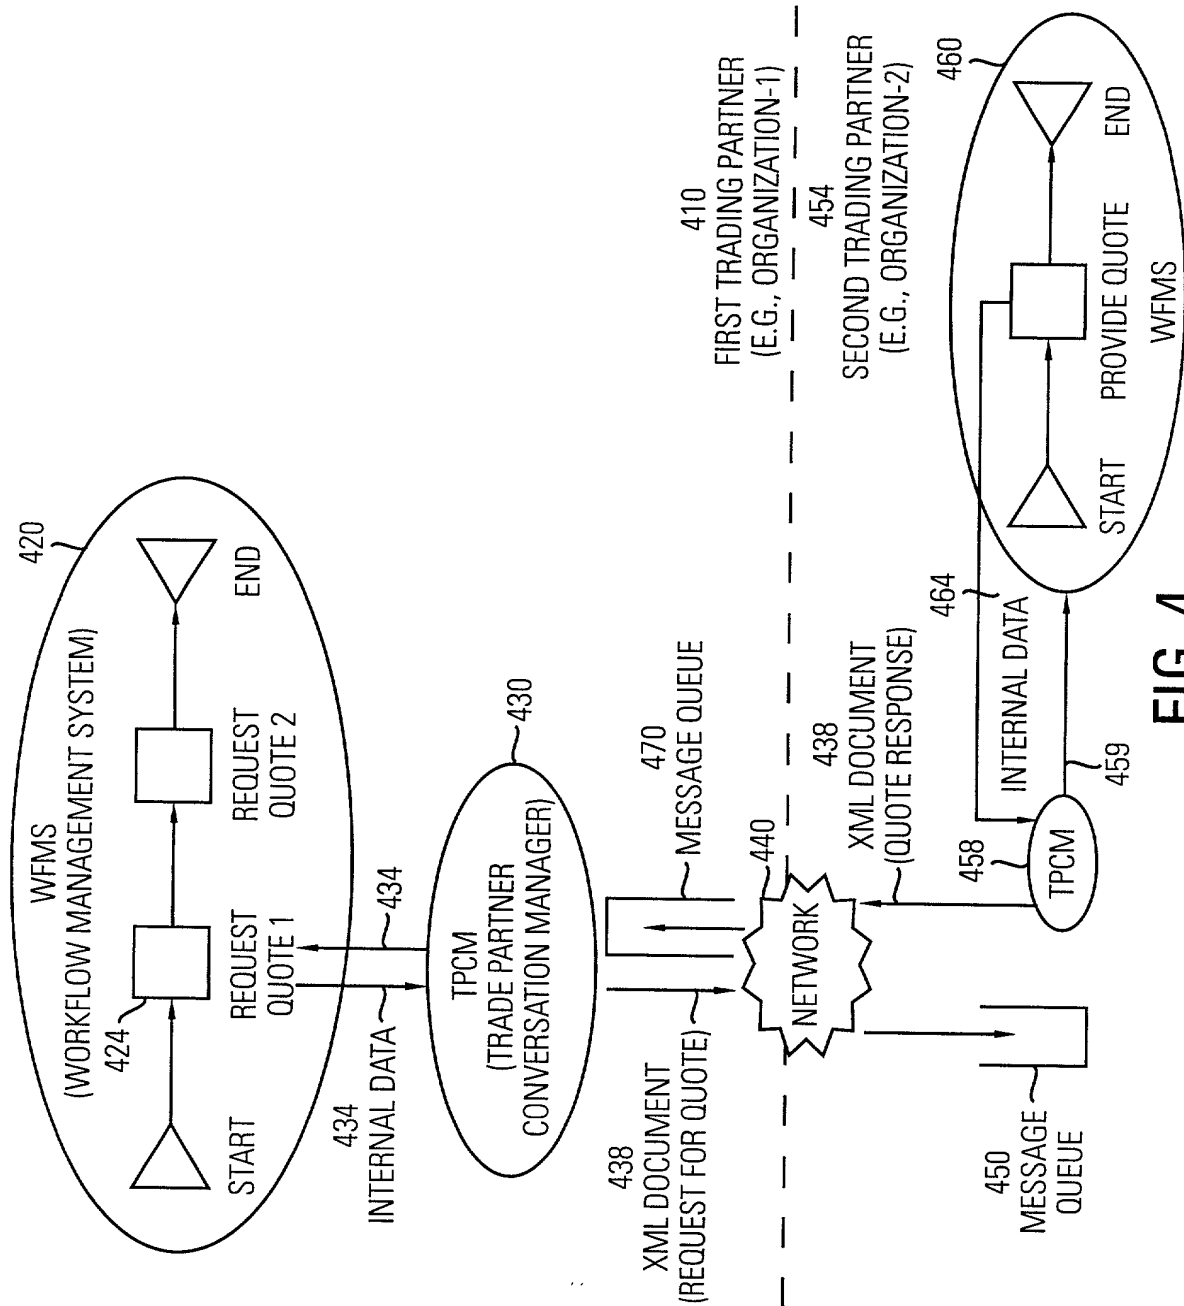 WFMS
(WORKFLOW MANAGEMENT SYSTEM)
420
424
START
REQUEST
QUOTE 1
REQUEST
QUOTE 2
END
434
INTERNAL DATA
434
TPCM
(TRADE PARTNER
CONVERSATION MANAGER)
430
438
XML DOCUMENT
(REQUEST FOR QUOTE)
470
MESSAGE QUEUE
440
NETWORK
410
FIRST TRADING PARTNER
(E.G., ORGANIZATION-1)
454
SECOND TRADING PARTNER
(E.G., ORGANIZATION-2)
438
XML DOCUMENT
(QUOTE RESPONSE)
450
MESSAGE
QUEUE
458
TPCM
459
464
INTERNAL DATA
460
START
PROVIDE QUOTE
END
WFMS
FIG. 4